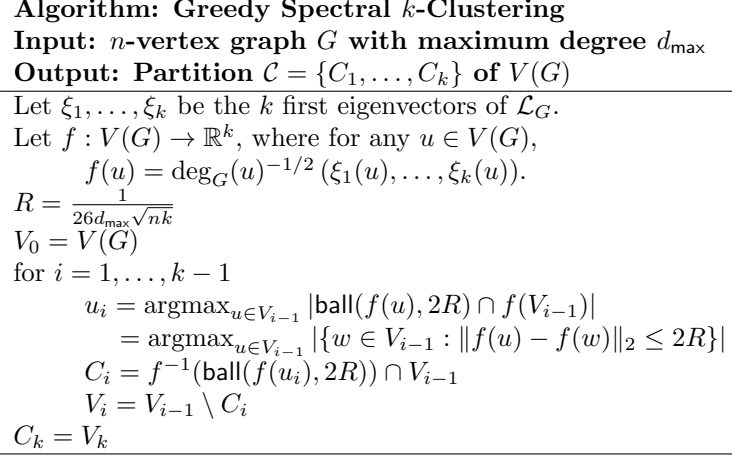 Algorithm: Greedy Spectral k-Clustering
Input: n-vertex graph G with maximum degree d_max
Output: Partition 𝒞 = {C_1, …, C_k} of V(G)
Let ξ_1, …, ξ_k be the k first eigenvectors of ℒ_G.
Let f : V(G) → ℝ^k, where for any u ∈ V(G),
f(u) = deg_G(u)^{−1/2} (ξ_1(u), …, ξ_k(u)).
R = 1/(26d_max√(nk))
V_0 = V(G)
for i = 1, …, k − 1
u_i = argmax_{u∈V_{i−1}} |ball(f(u), 2R) ∩ f(V_{i−1})|
= argmax_{u∈V_{i−1}} |{w ∈ V_{i−1} : ‖f(u) − f(w)‖_2 ≤ 2R}|
C_i = f^{−1}(ball(f(u_i), 2R)) ∩ V_{i−1}
V_i = V_{i−1} \ C_i
C_k = V_k